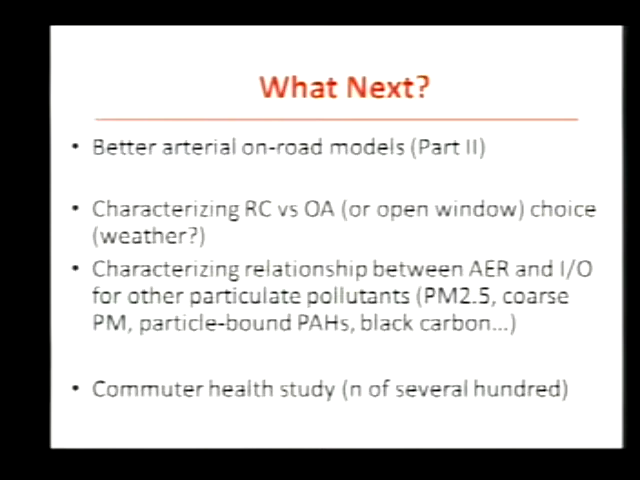 What Next?
• Better arterial on-road models (Part II)
• Characterizing RC vs OA (or open window) choice
(weather?)
• Characterizing relationship between AER and I/O
for other particulate pollutants (PM2.5, coarse
PM, particle-bound PAHs, black carbon...)
• Commuter health study (n of several hundred)